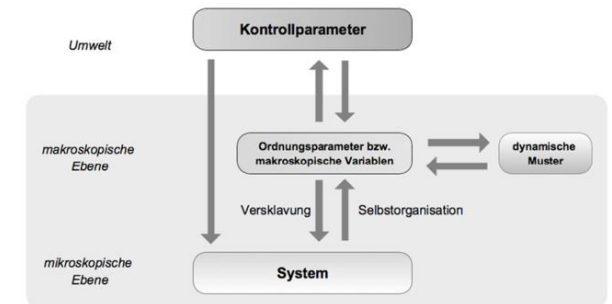 Kontrollparameter
Umwelt
Ordnungsparameter bzw.
makroskopische Variablen
dynamische
Muster
makroskopische
Ebene
Versklavung
Selbstorganisation
mikroskopische
Ebene
System